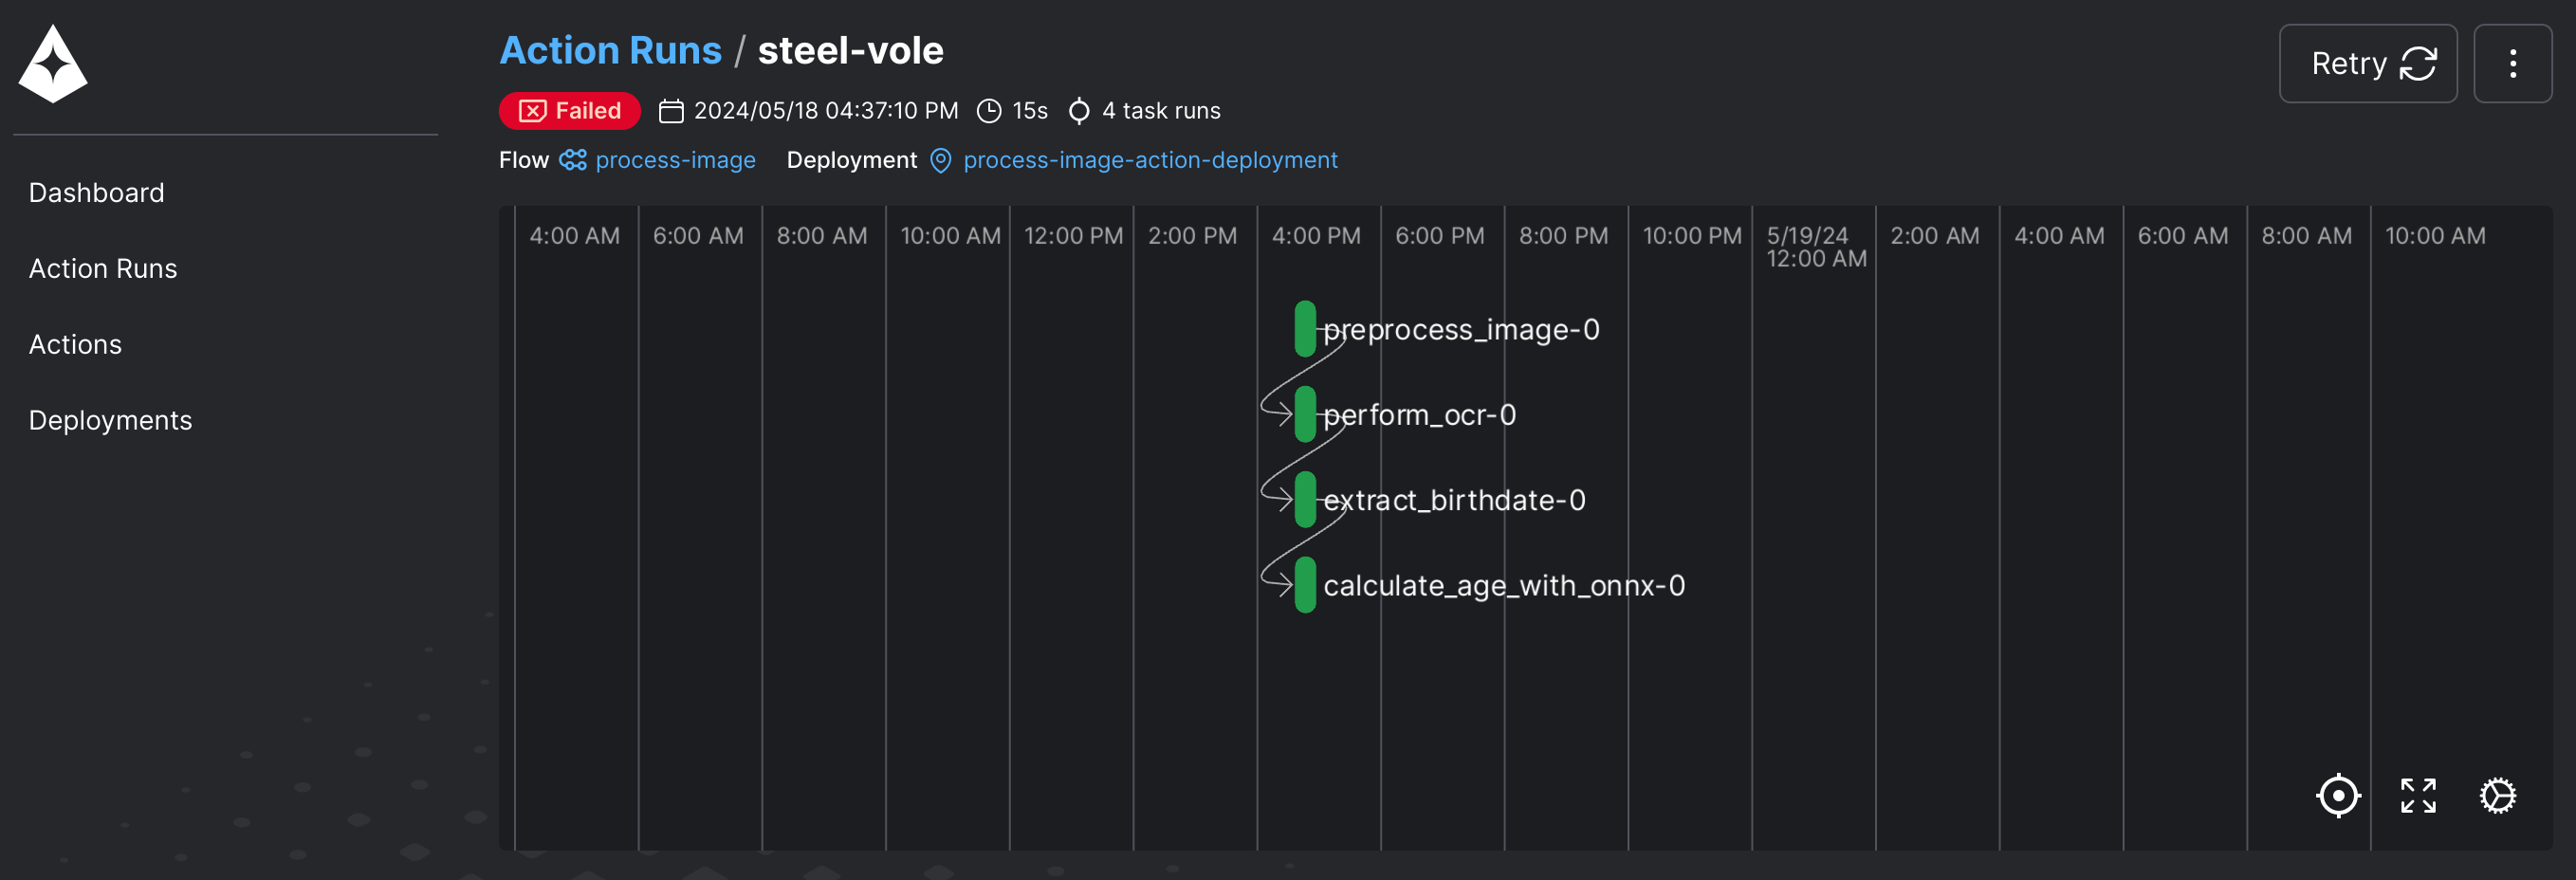 Action Runs / steel-vole
Retry
Failed 2024/05/18 04:37:10 PM 15s 4 task runs
Flow process-image Deployment process-image-action-deployment
Dashboard
Action Runs
Actions
Deployments
4:00 AM 6:00 AM 8:00 AM 10:00 AM 12:00 PM 2:00 PM 4:00 PM 6:00 PM 8:00 PM 10:00 PM 5/19/24 2:00 AM 4:00 AM 6:00 AM 8:00 AM 10:00 AM
12:00 AM
preprocess_image-0
perform_ocr-0
extract_birthdate-0
calculate_age_with_onnx-0